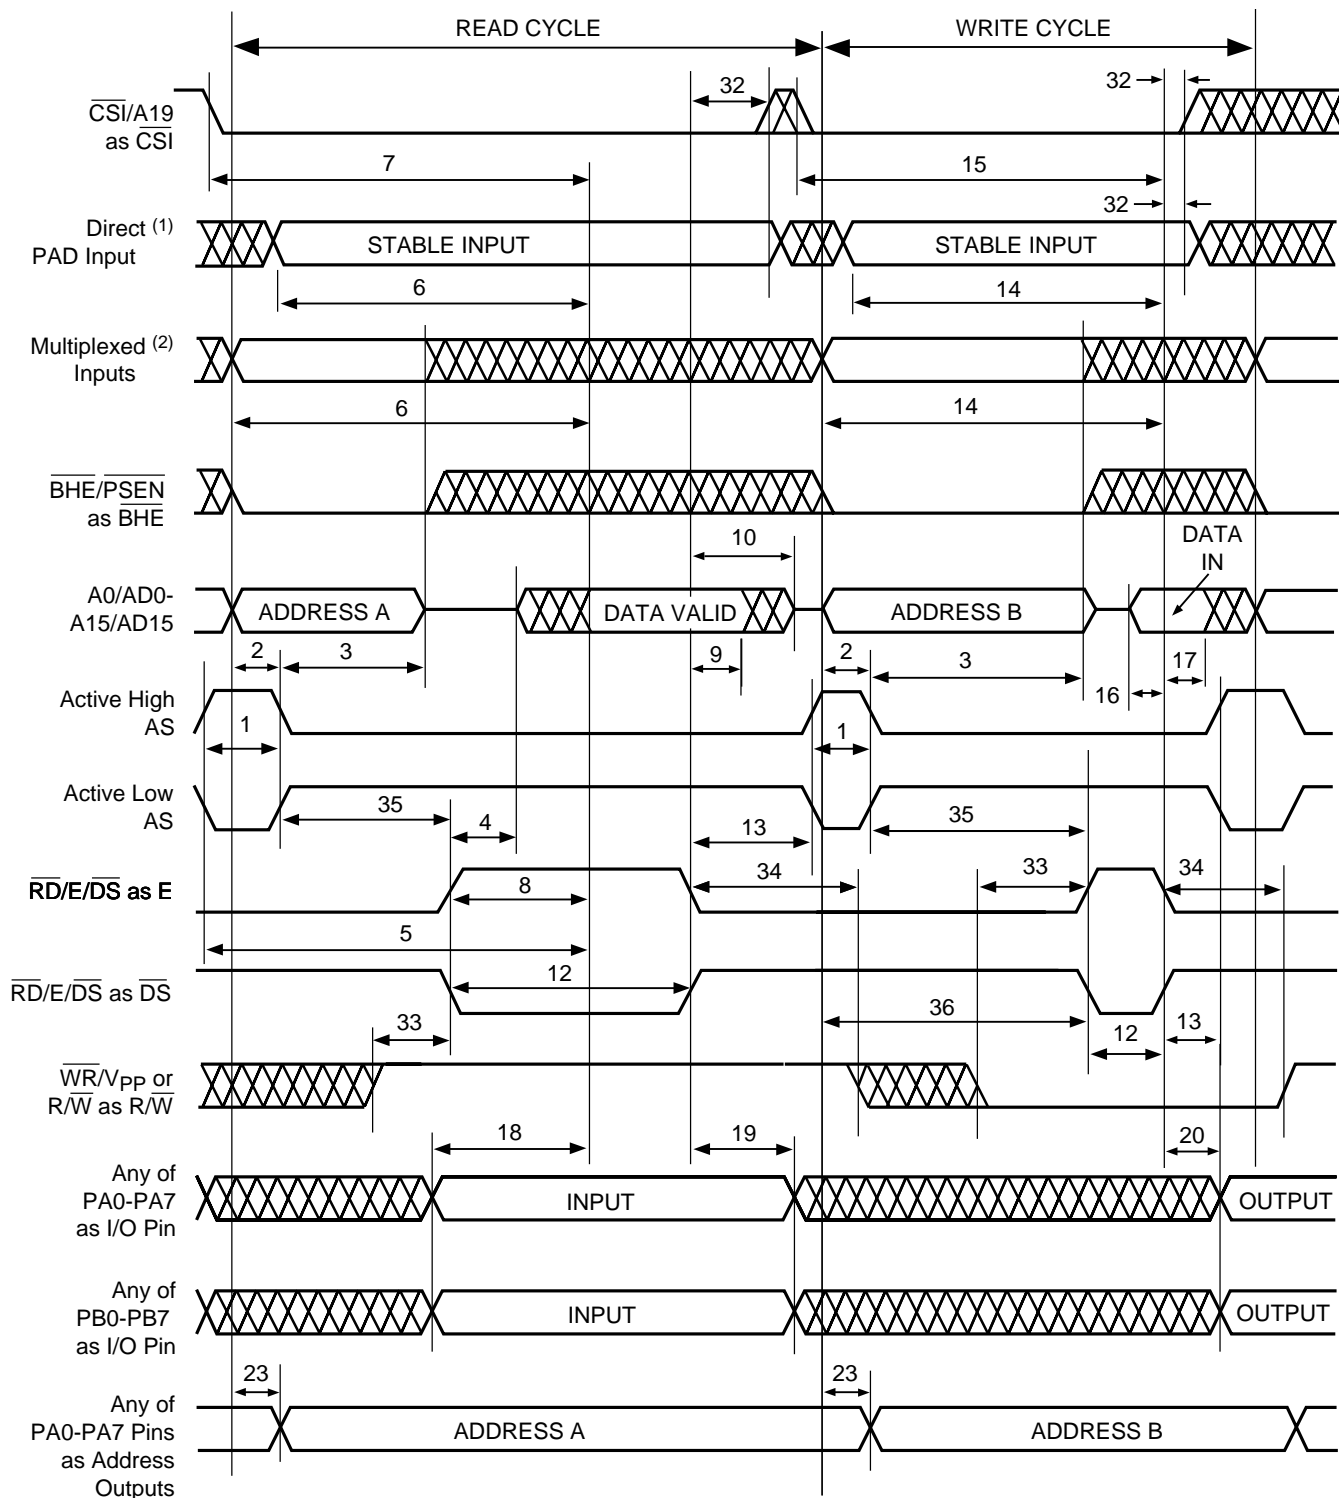 READ CYCLE
WRITE CYCLE
32
32
CSI/A19
as CSI
7
15
32
Direct (1)
PAD Input
STABLE INPUT
STABLE INPUT
6
14
Multiplexed (2)
Inputs
6
14
BHE/PSEN
as BHE
10
DATA
IN
A0/AD0-
A15/AD15
ADDRESS A
DATA VALID
ADDRESS B
2
3
9
2
3
17
16
Active High
AS
1
1
Active Low
AS
35
4
13
35
34
33
34
RD/E/DS as E
8
5
RD/E/DS as DS
12
36
33
12
13
WR/VPP or
R/W as R/W
18
19
20
Any of
PA0-PA7
as I/O Pin
INPUT
OUTPUT
Any of
PB0-PB7
as I/O Pin
INPUT
OUTPUT
23
23
Any of
PA0-PA7 Pins
as Address
Outputs
ADDRESS A
ADDRESS B